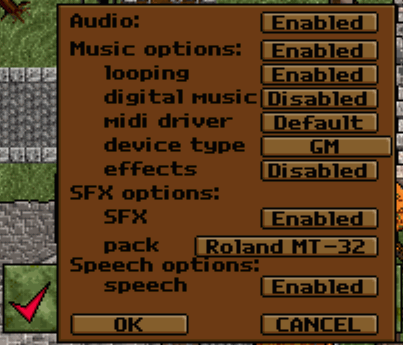 Audio: Enabled
Music options: Enabled
looping Enabled
digital music Disabled
midi driver Default
device type GM
effects Disabled
SFX options:
SFX Enabled
pack Roland MT-32
Speech options:
speech Enabled
OK CANCEL